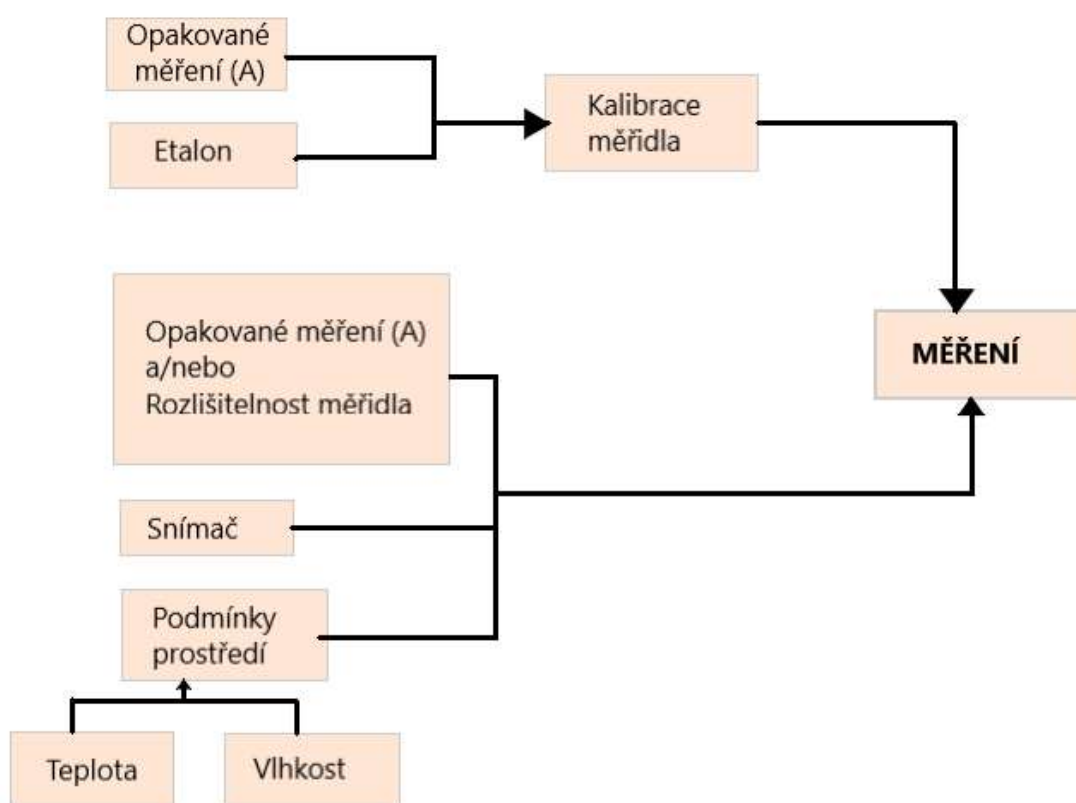 Opakované
měření (A)
Etalon
Kalibrace
měřidla
Opakované měření (A)
a/nebo
Rozlišitelnost měřidla
MĚŘENÍ
Snímač
Podmínky
prostředí
Teplota
Vlhkost